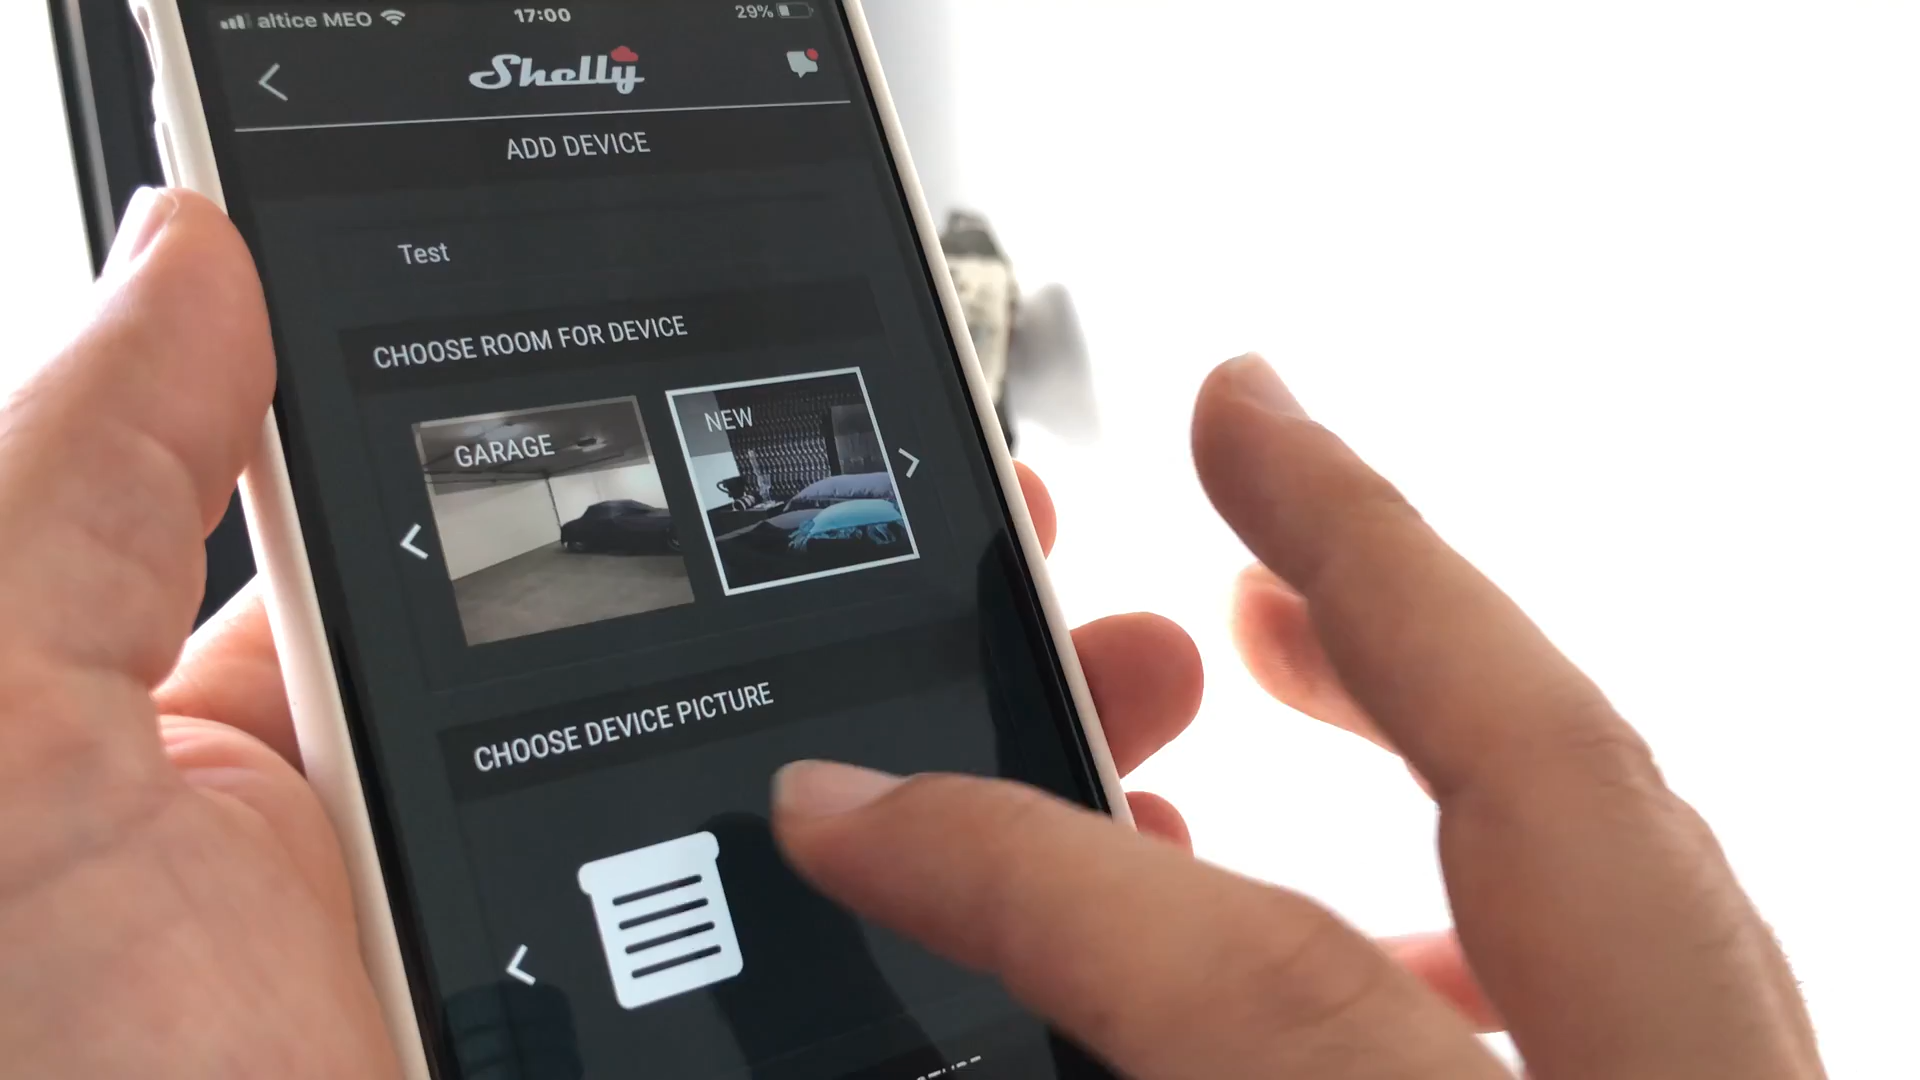 altice MEO 17:00 29%
Shelly
ADD DEVICE
Test
CHOOSE ROOM FOR DEVICE
GARAGE
NEW
CHOOSE DEVICE PICTURE